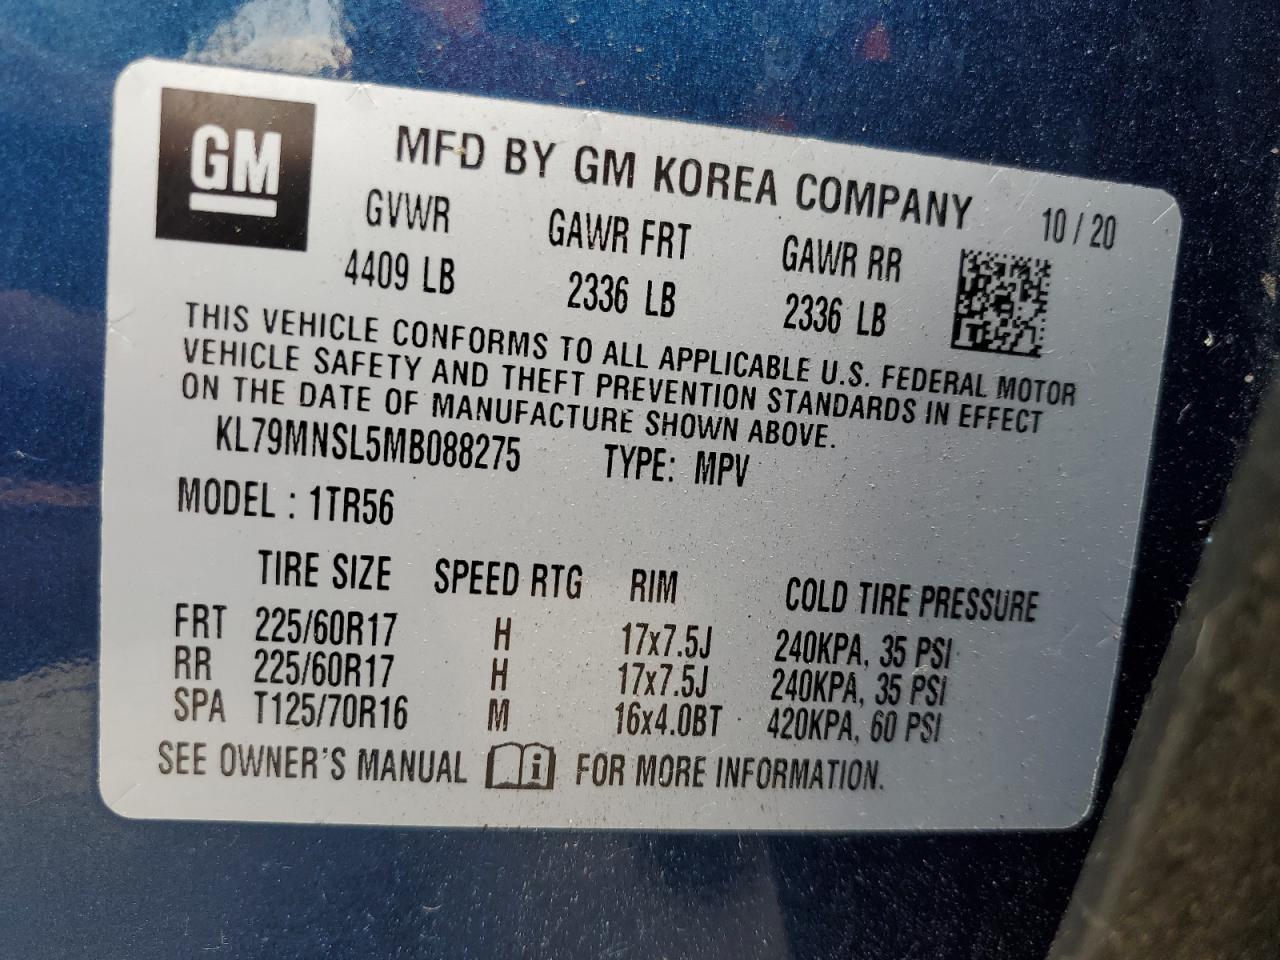 GM
MFD BY GM KOREA COMPANY
10 / 20
GVWR GAWR FRT GAWR RR
4409 LB 2336 LB 2336 LB
THIS VEHICLE CONFORMS TO ALL APPLICABLE U.S. FEDERAL MOTOR
VEHICLE SAFETY AND THEFT PREVENTION STANDARDS IN EFFECT
ON THE DATE OF MANUFACTURE SHOWN ABOVE.
KL79MNSL5MB088275 TYPE: MPV
MODEL : 1TR56
TIRE SIZE SPEED RTG RIM COLD TIRE PRESSURE
FRT 225/60R17 H 17x7.5J 240KPA, 35 PSI
RR 225/60R17 H 17x7.5J 240KPA, 35 PSI
SPA T125/70R16 M 16x4.0BT 420KPA, 60 PSI
SEE OWNER'S MANUAL i FOR MORE INFORMATION.